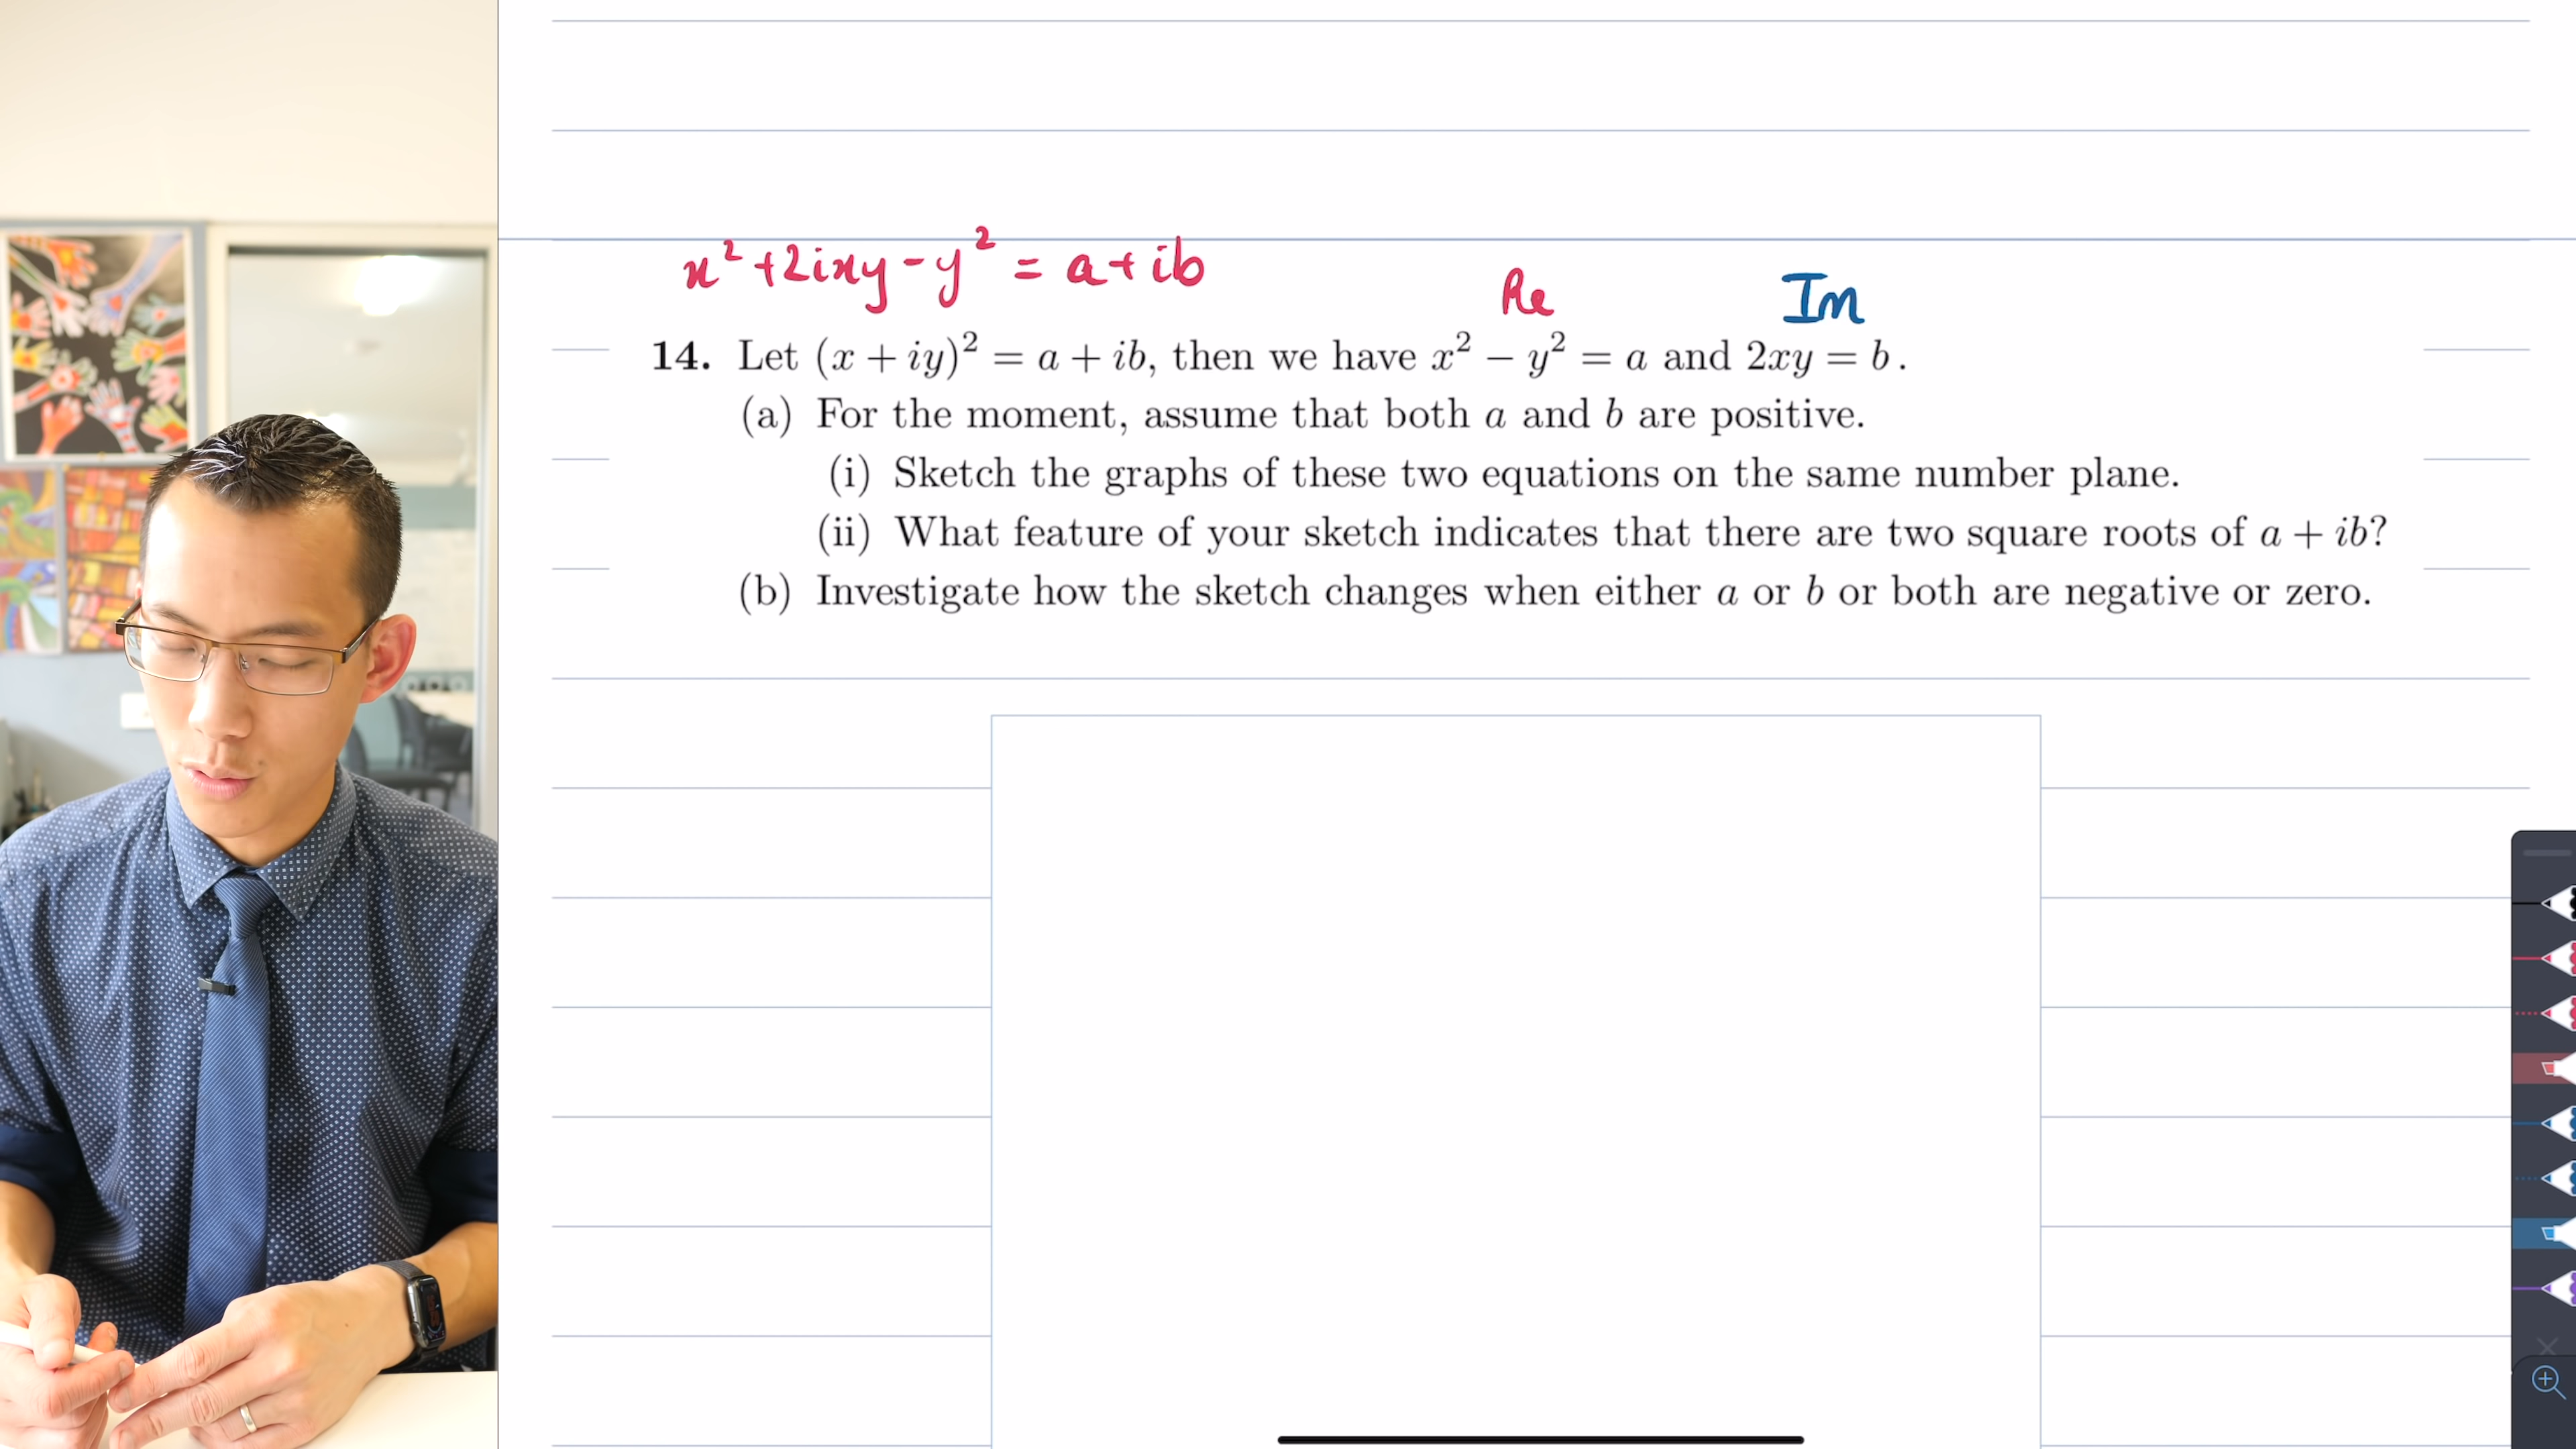 x² + 2ixy - y² = a + ib
Re
Im
14. Let (x + iy)² = a + ib, then we have x² − y² = a and 2xy = b.
(a) For the moment, assume that both a and b are positive.
(i) Sketch the graphs of these two equations on the same number plane.
(ii) What feature of your sketch indicates that there are two square roots of a + ib?
(b) Investigate how the sketch changes when either a or b or both are negative or zero.